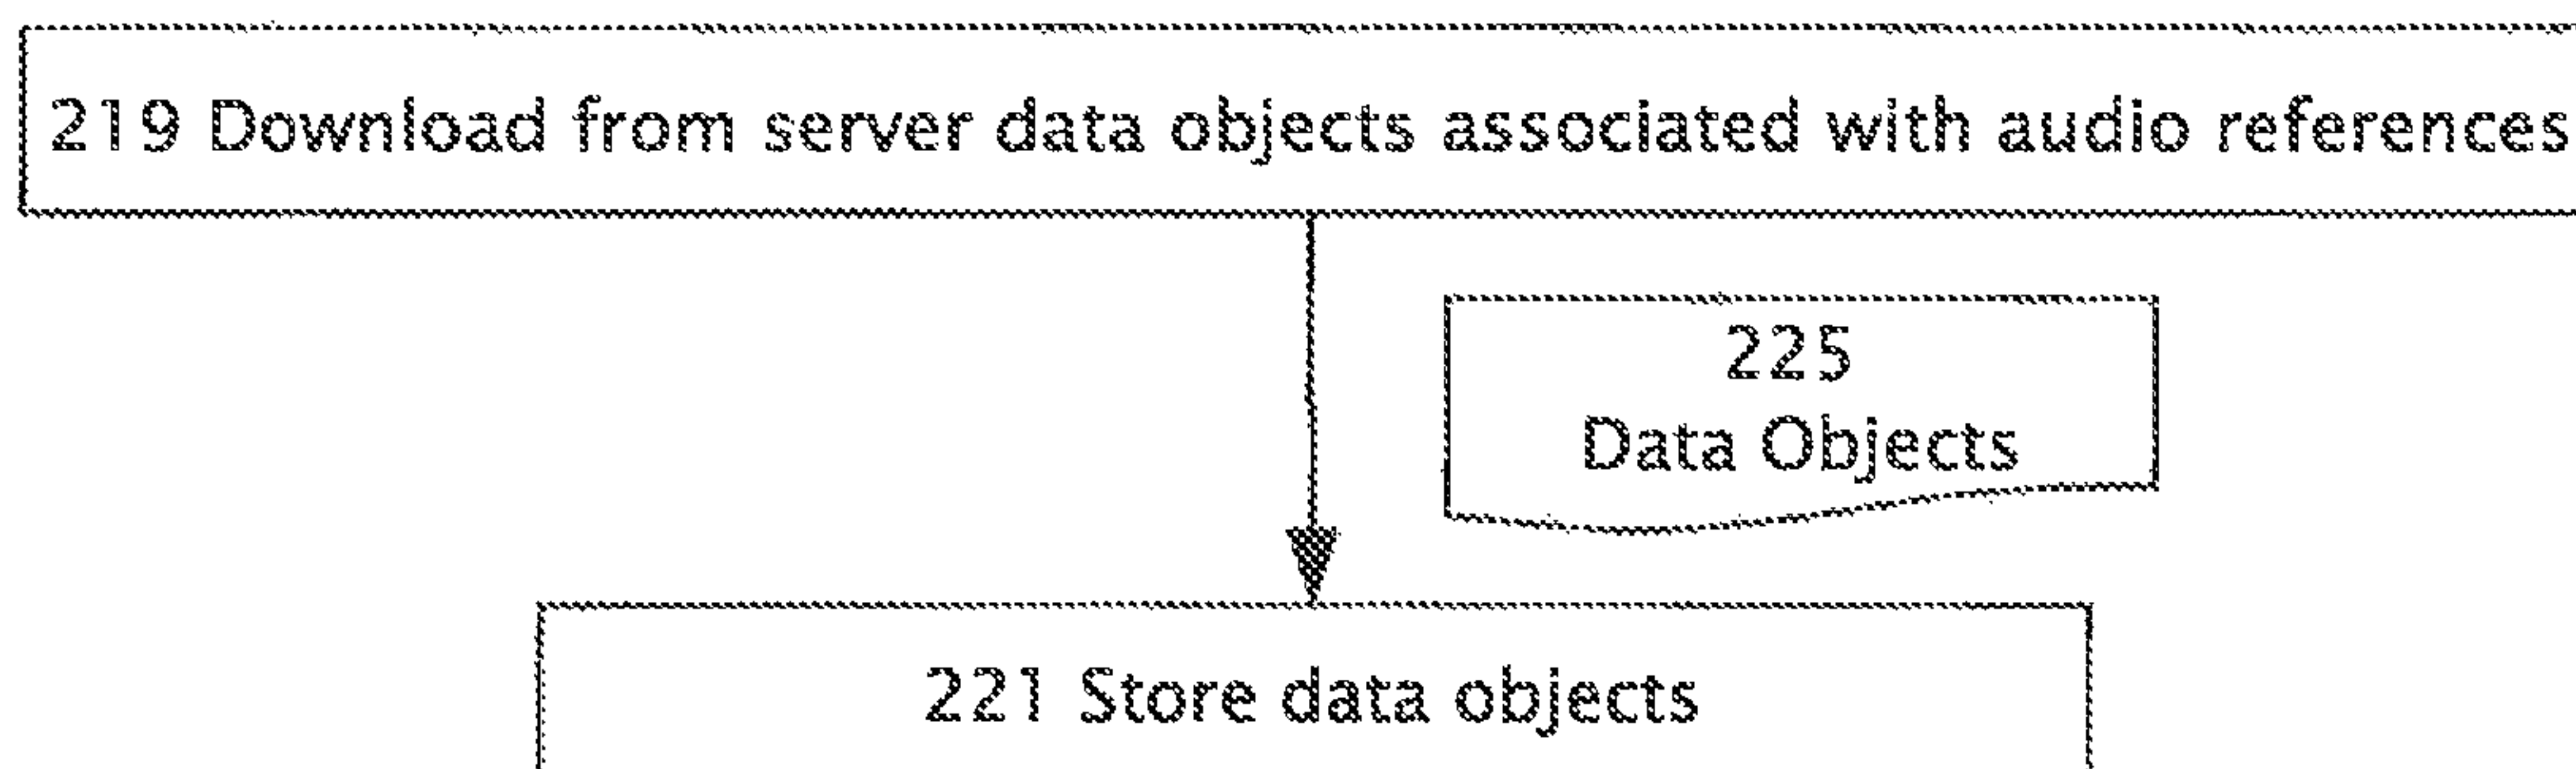 219 Download from server data objects associated with audio references
225
Data Objects
221 Store data objects